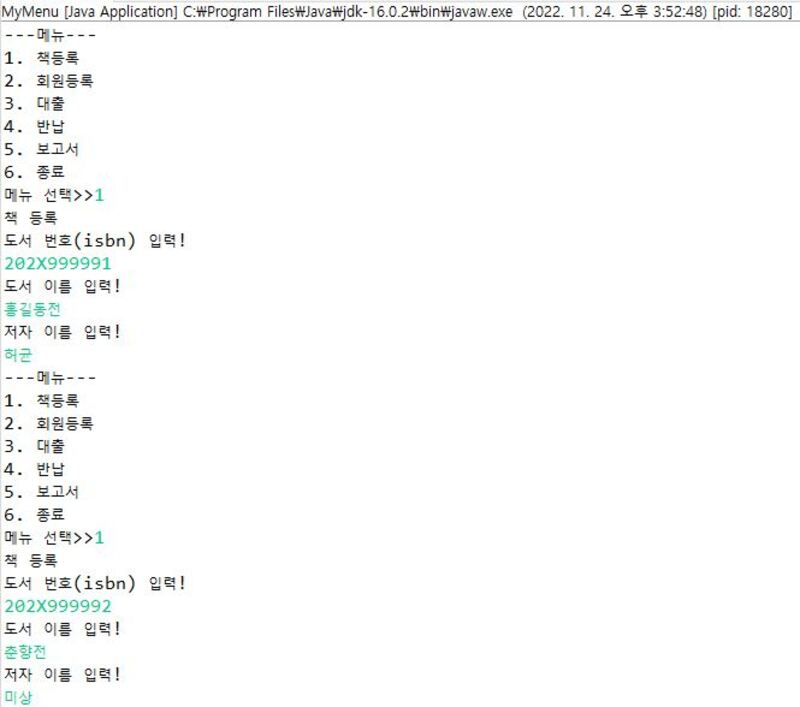 MyMenu [Java Application] C:₩Program Files₩Java₩jdk-16.0.2₩bin₩javaw.exe  (2022. 11. 24. 오후 3:52:48) [pid: 18280]
---메뉴---
1. 책등록
2. 회원등록
3. 대출
4. 반납
5. 보고서
6. 종료
메뉴 선택>>1
책 등록
도서 번호(isbn) 입력!
202X999991
도서 이름 입력!
홍길동전
저자 이름 입력!
허균
---메뉴---
1. 책등록
2. 회원등록
3. 대출
4. 반납
5. 보고서
6. 종료
메뉴 선택>>1
책 등록
도서 번호(isbn) 입력!
202X999992
도서 이름 입력!
춘향전
저자 이름 입력!
미상